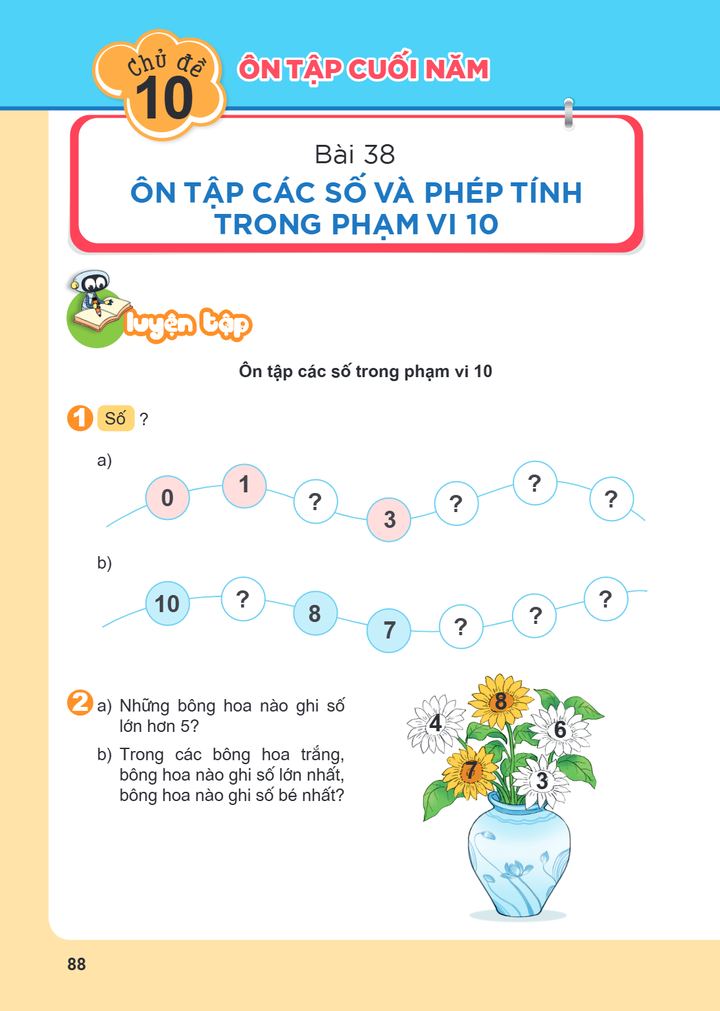 Chủ đề
10
ÔN TẬP CUỐI NĂM
Bài 38
ÔN TẬP CÁC SỐ VÀ PHÉP TÍNH
TRONG PHẠM VI 10
luyện tập
Ôn tập các số trong phạm vi 10
1 Số ?
a)
0 1 ? 3 ? ? ?
b)
10 ? 8 7 ? ? ?
2 a) Những bông hoa nào ghi số
lớn hơn 5?
b) Trong các bông hoa trắng,
bông hoa nào ghi số lớn nhất,
bông hoa nào ghi số bé nhất?
8
4 6
7 3
88